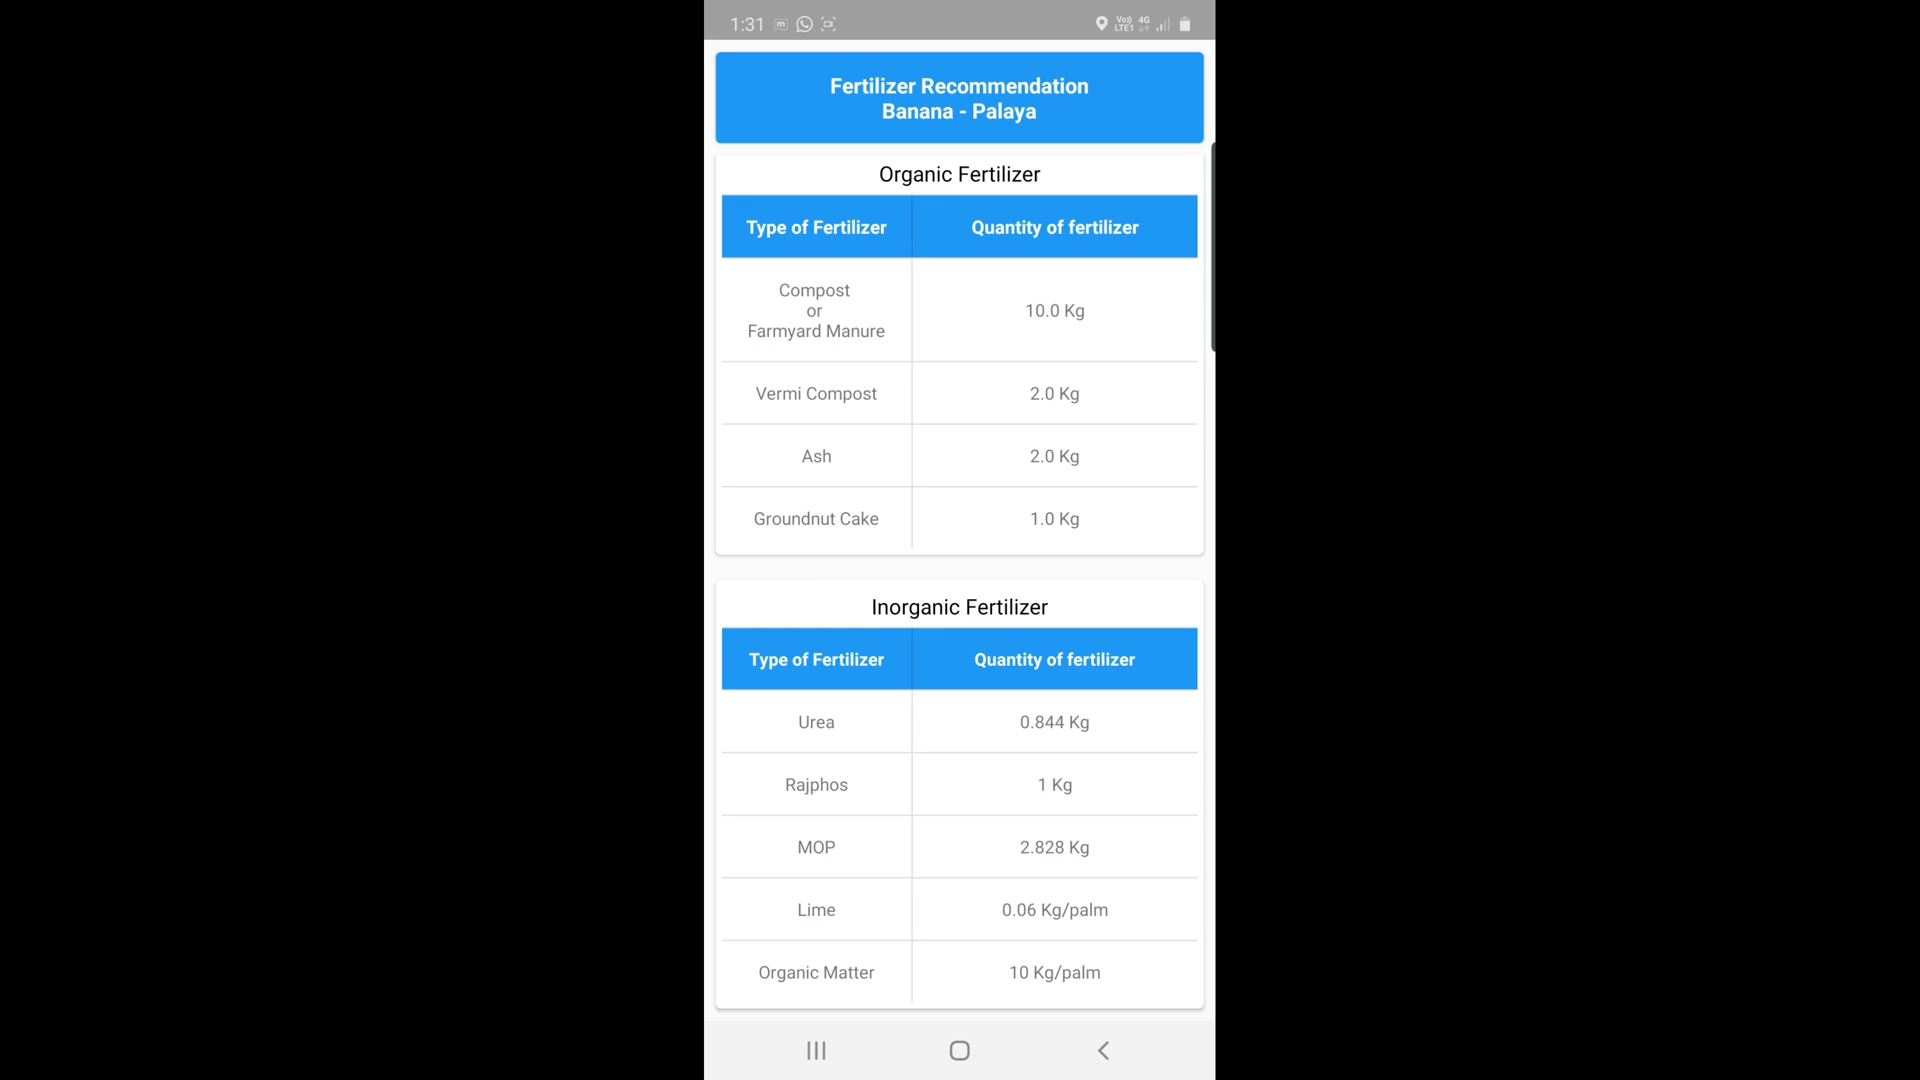 1:31
Vo)) 4G
LTE1
Fertilizer Recommendation
Banana - Palaya
Organic Fertilizer
Type of Fertilizer Quantity of fertilizer
Compost
or
Farmyard Manure
10.0 Kg
Vermi Compost 2.0 Kg
Ash 2.0 Kg
Groundnut Cake 1.0 Kg
Inorganic Fertilizer
Type of Fertilizer Quantity of fertilizer
Urea 0.844 Kg
Rajphos 1 Kg
MOP 2.828 Kg
Lime 0.06 Kg/palm
Organic Matter 10 Kg/palm